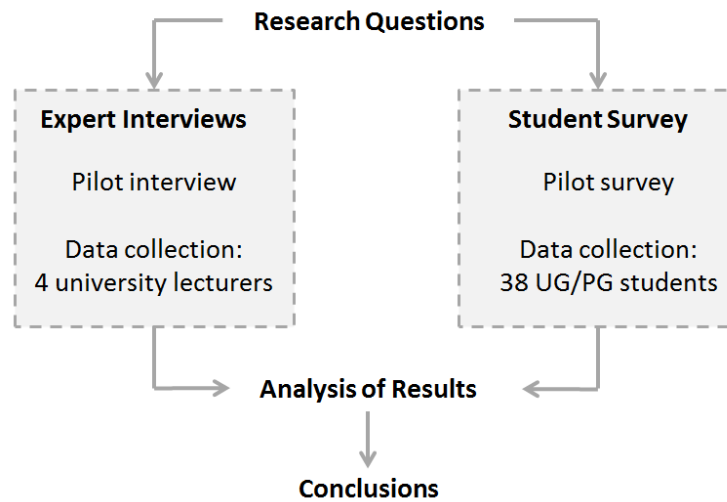 Research Questions
Expert Interviews
Pilot interview
Data collection:
4 university lecturers
Student Survey
Pilot survey
Data collection:
38 UG/PG students
Analysis of Results
Conclusions